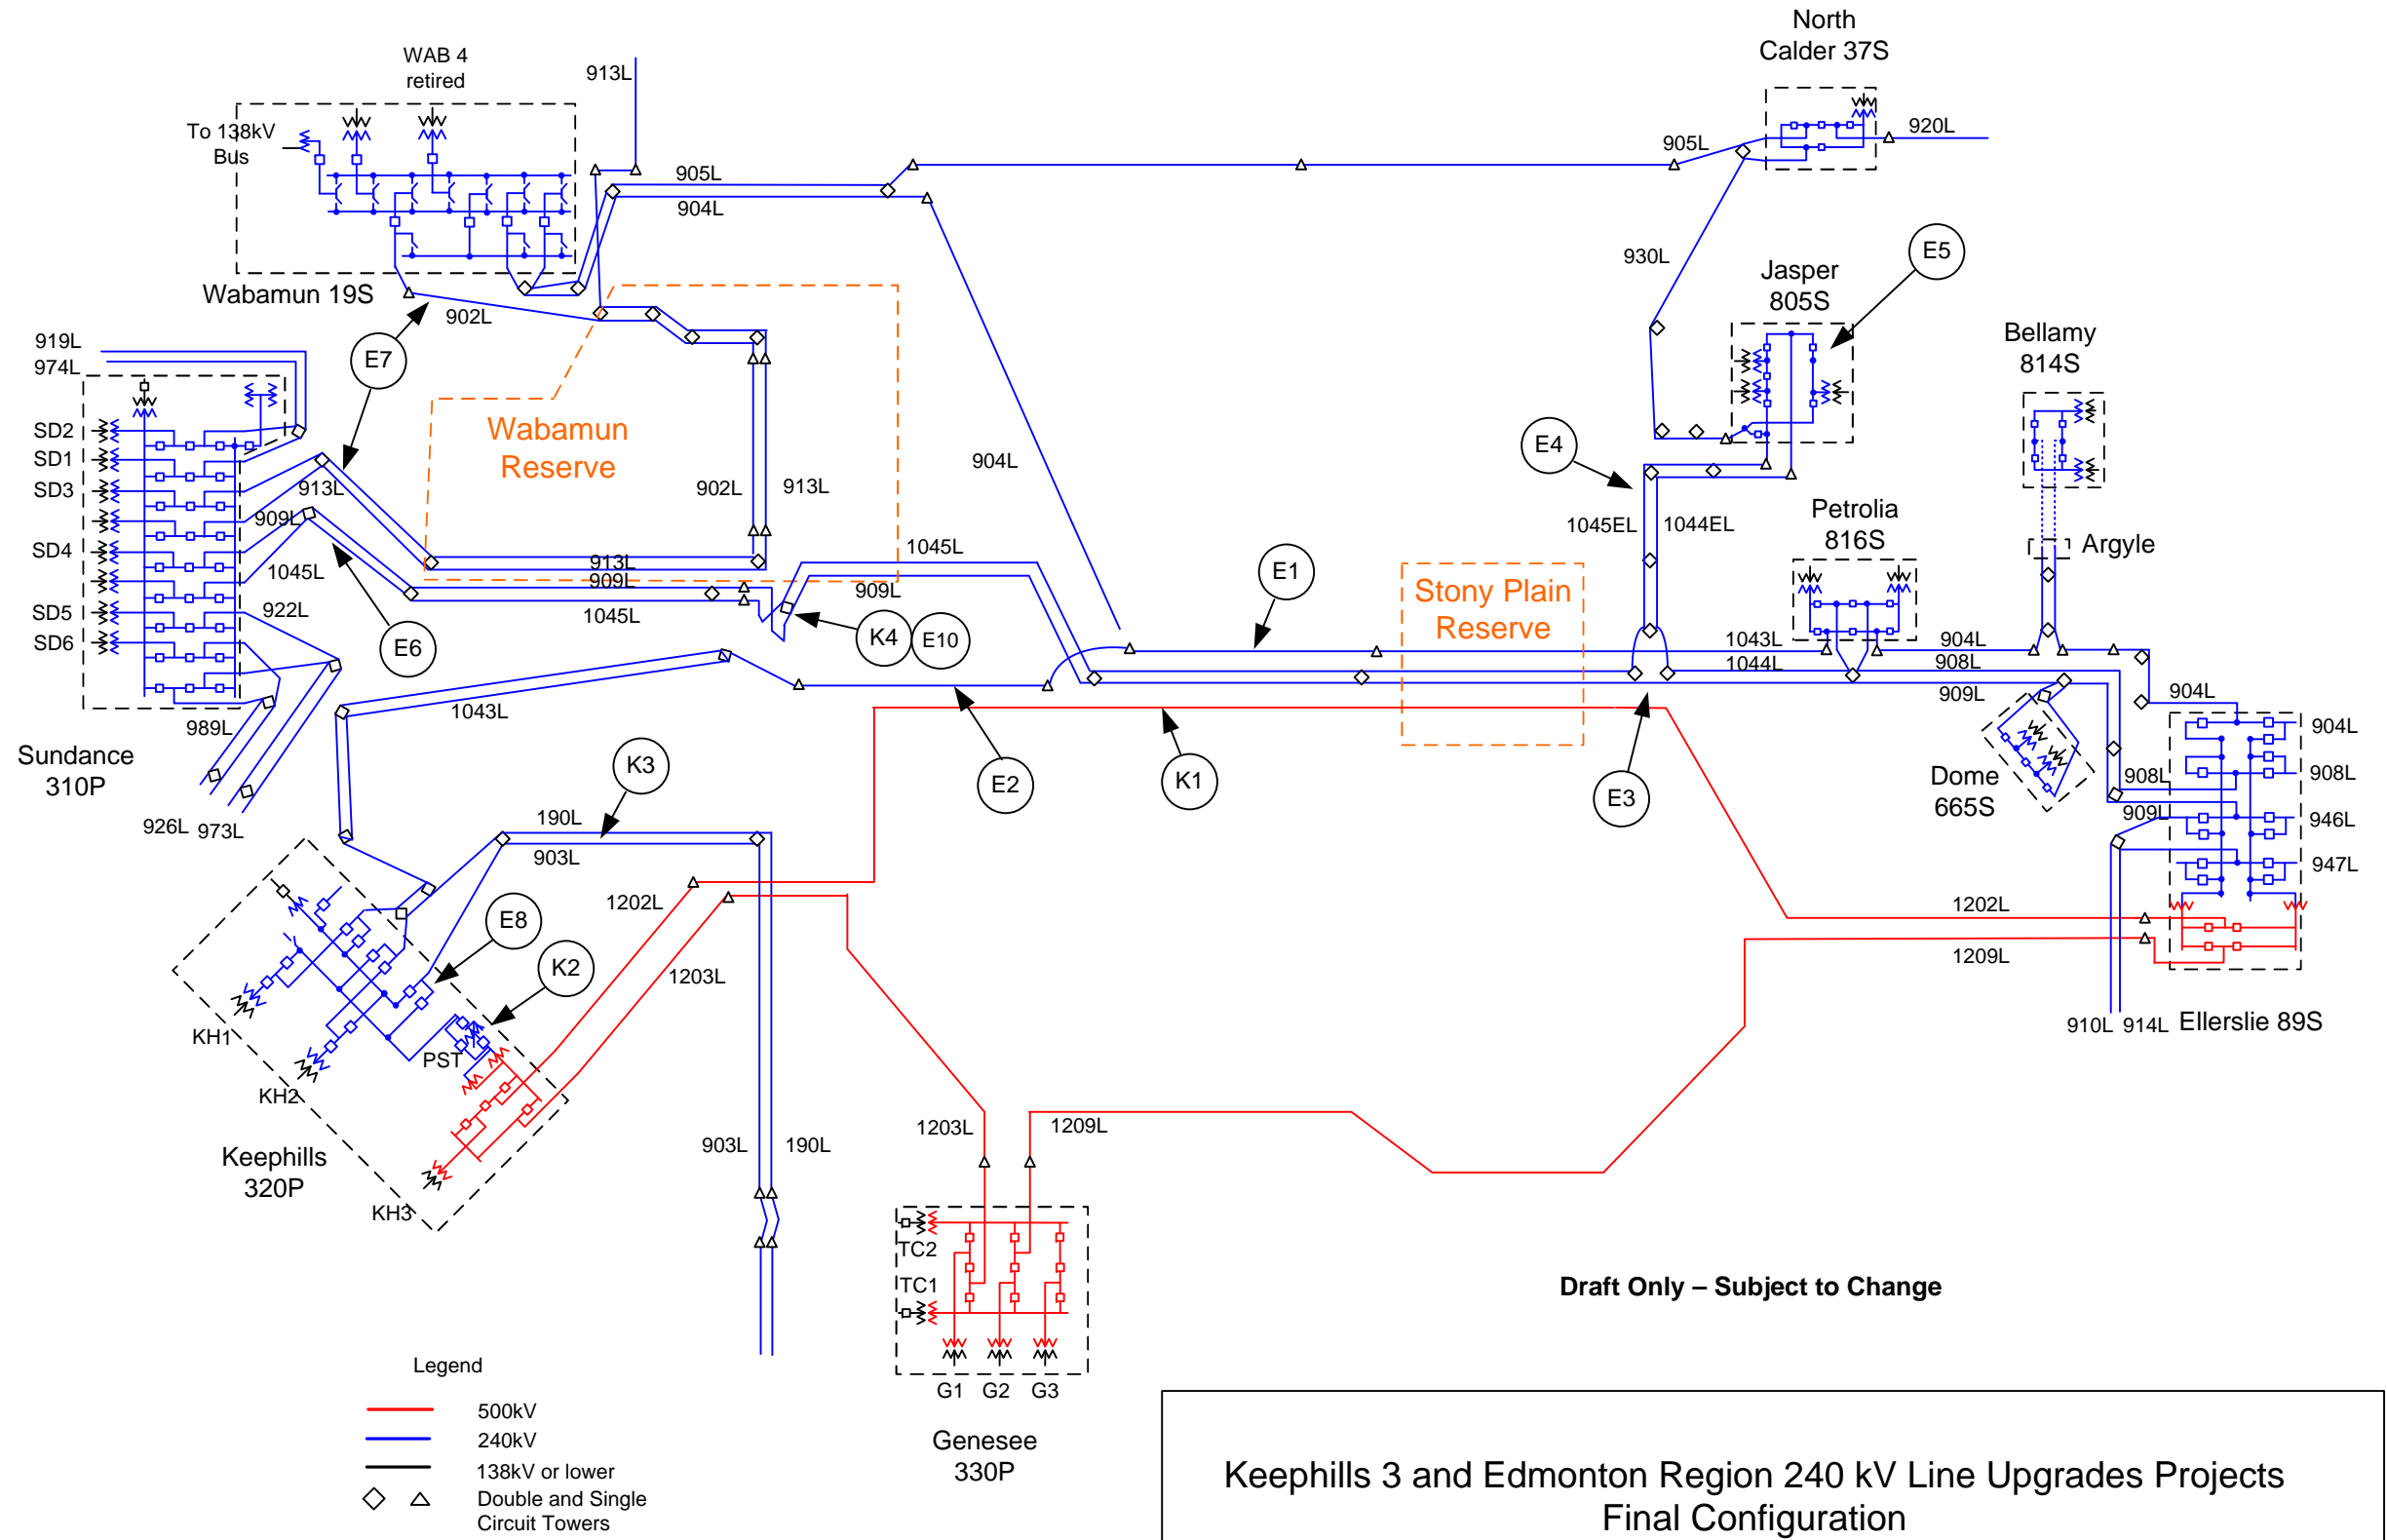 North
Calder 37S
WAB 4
retired
913L
To 138kV
Bus
905L
920L
905L
904L
930L
Jasper
805S
E5
Wabamun 19S
902L
E7
Bellamy
814S
919L
974L
Wabamun
Reserve
SD2
SD1
SD3
SD4
SD5
SD6
913L
909L
1045L
922L
902L
913L
904L
E4
1045EL
1044EL
Petrolia
816S
Argyle
913L
909L
1045L
1045L
909L
E1
Stony Plain
Reserve
E6
K4
E10
1043L
904L
1044L
908L
909L
904L
989L
1043L
Sundance
310P
926L
973L
K3
E2
K1
E3
Dome
665S
908L
909L
904L
908L
946L
947L
190L
903L
1202L
1203L
E8
K2
1202L
1209L
910L
914L
Ellerslie 89S
KH1
KH2
PST
KH3
Keephills
320P
903L
190L
1203L
1209L
TC2
TC1
G1
G2
G3
Genesee
330P
Draft Only – Subject to Change
Legend
500kV
240kV
138kV or lower
Double and Single
Circuit Towers
Keephills 3 and Edmonton Region 240 kV Line Upgrades Projects
Final Configuration